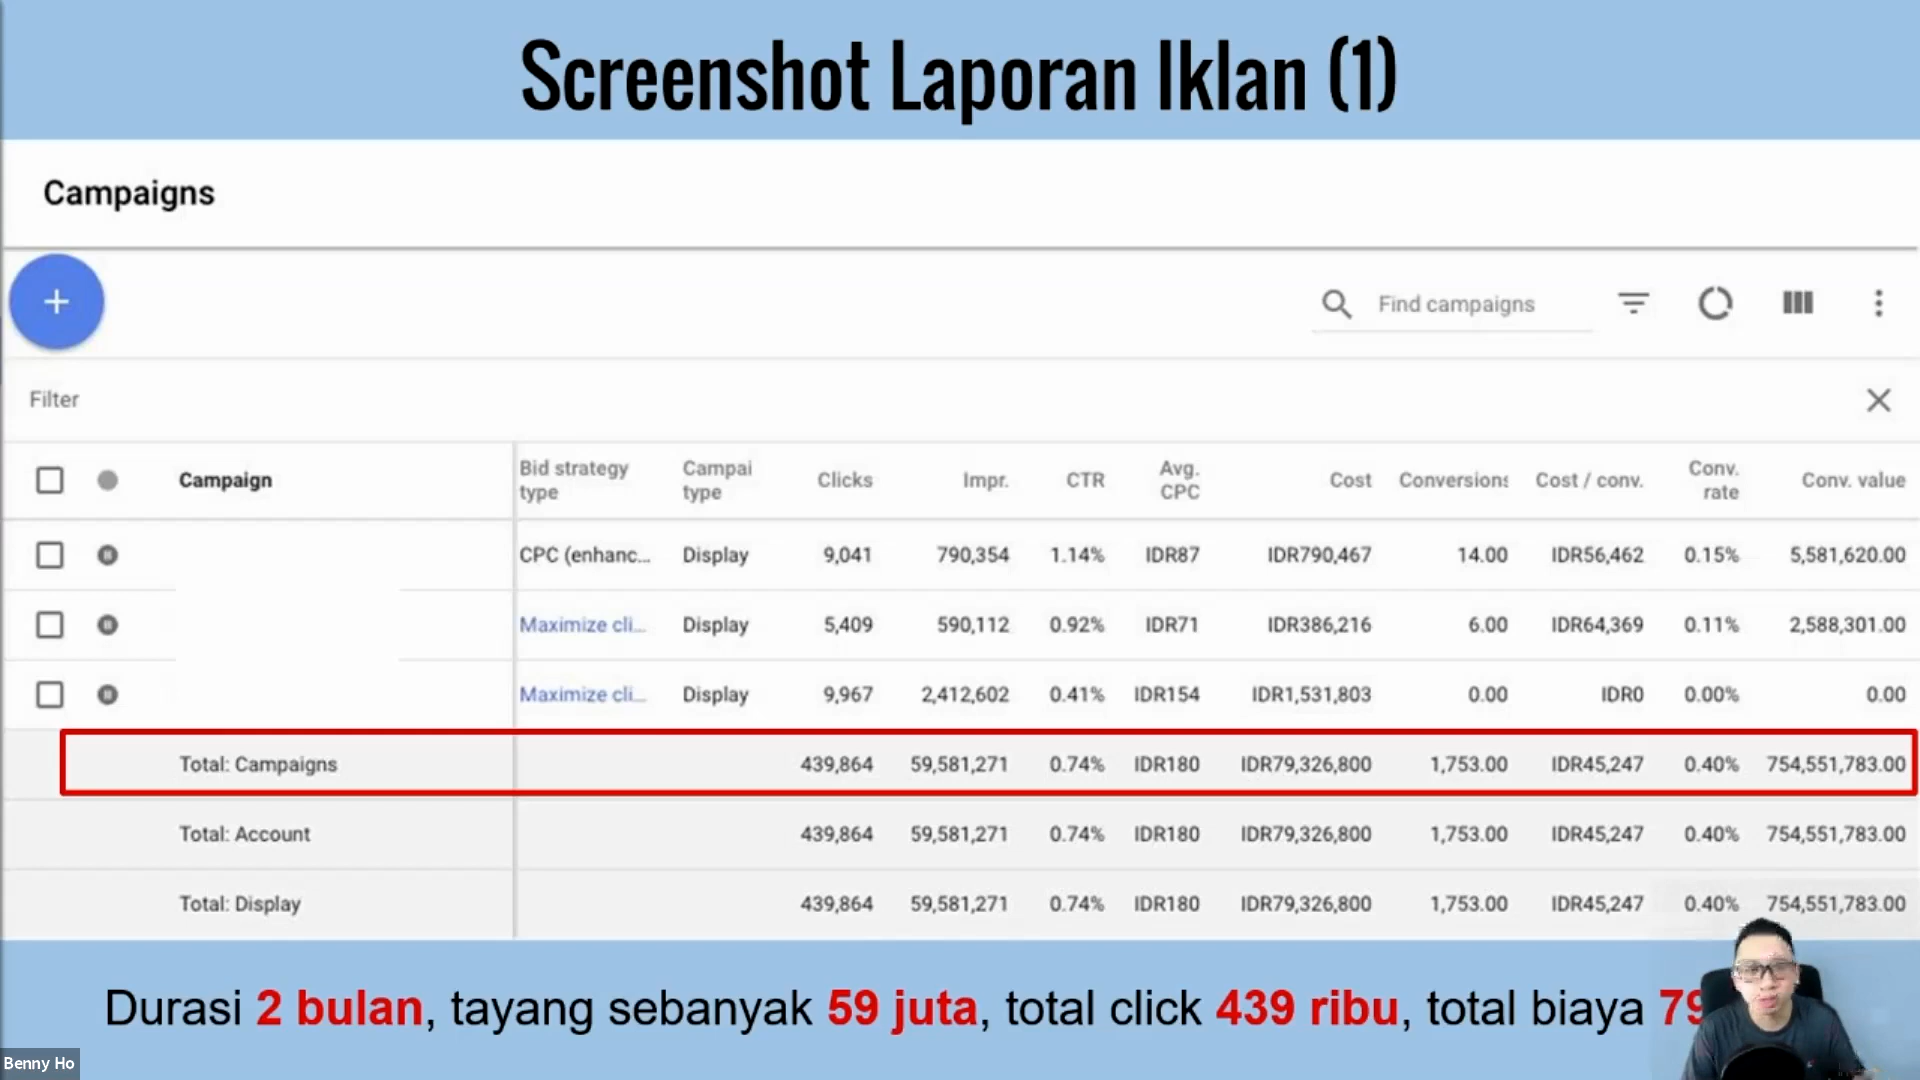 Screenshot Laporan Iklan (1)
Campaigns
+
Find campaigns
Filter
Campaign Bid strategy type Campai type Clicks Impr. CTR Avg. CPC Cost Conversions Cost / conv. Conv. rate Conv. value
CPC (enhanc... Display 9,041 790,354 1.14% IDR87 IDR790,467 14.00 IDR56,462 0.15% 5,581,620.00
Maximize cli... Display 5,409 590,112 0.92% IDR71 IDR386,216 6.00 IDR64,369 0.11% 2,588,301.00
Maximize cli... Display 9,967 2,412,602 0.41% IDR154 IDR1,531,803 0.00 IDR0 0.00% 0.00
Total: Campaigns 439,864 59,581,271 0.74% IDR180 IDR79,326,800 1,753.00 IDR45,247 0.40% 754,551,783.00
Total: Account 439,864 59,581,271 0.74% IDR180 IDR79,326,800 1,753.00 IDR45,247 0.40% 754,551,783.00
Total: Display 439,864 59,581,271 0.74% IDR180 IDR79,326,800 1,753.00 IDR45,247 0.40% 754,551,783.00
Durasi 2 bulan, tayang sebanyak 59 juta, total click 439 ribu, total biaya 79
Benny Ho